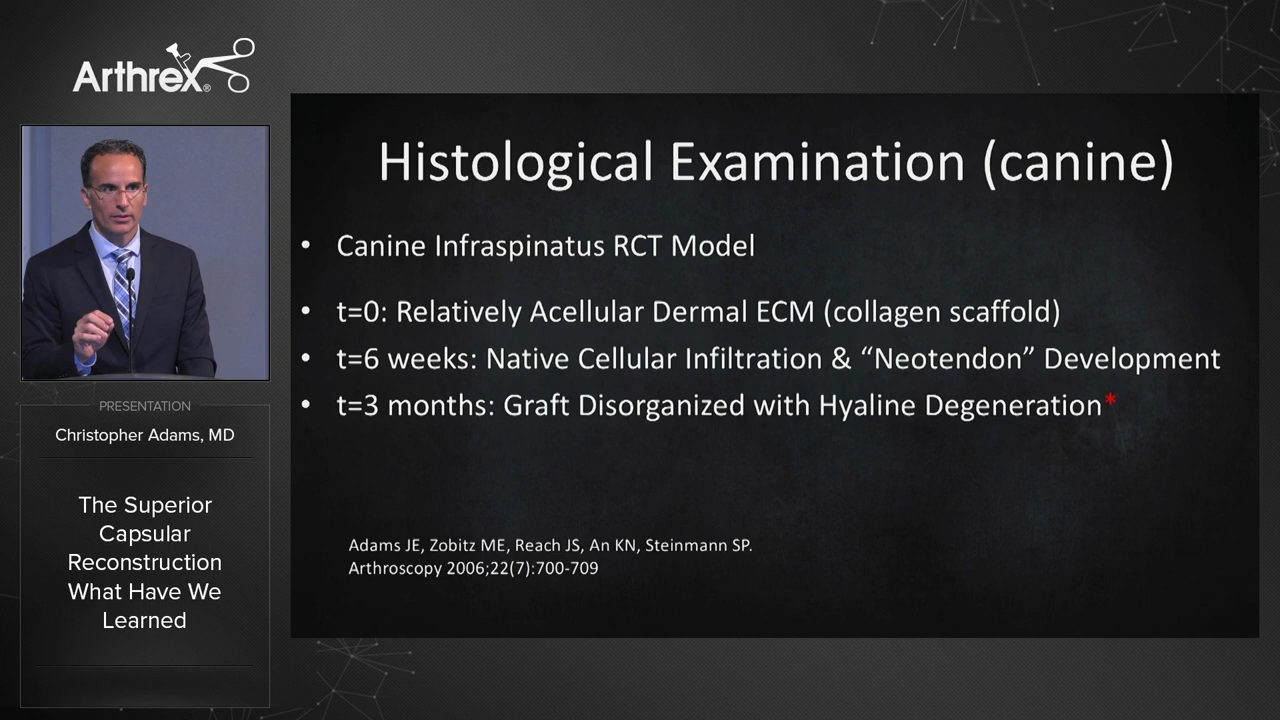 Arthrex®
PRESENTATION
Christopher Adams, MD
The Superior
Capsular
Reconstruction
What Have We
Learned
Histological Examination (canine)
• Canine Infraspinatus RCT Model
• t=0: Relatively Acellular Dermal ECM (collagen scaffold)
• t=6 weeks: Native Cellular Infiltration & “Neotendon” Development
• t=3 months: Graft Disorganized with Hyaline Degeneration*
Adams JE, Zobitz ME, Reach JS, An KN, Steinmann SP.
Arthroscopy 2006;22(7):700-709